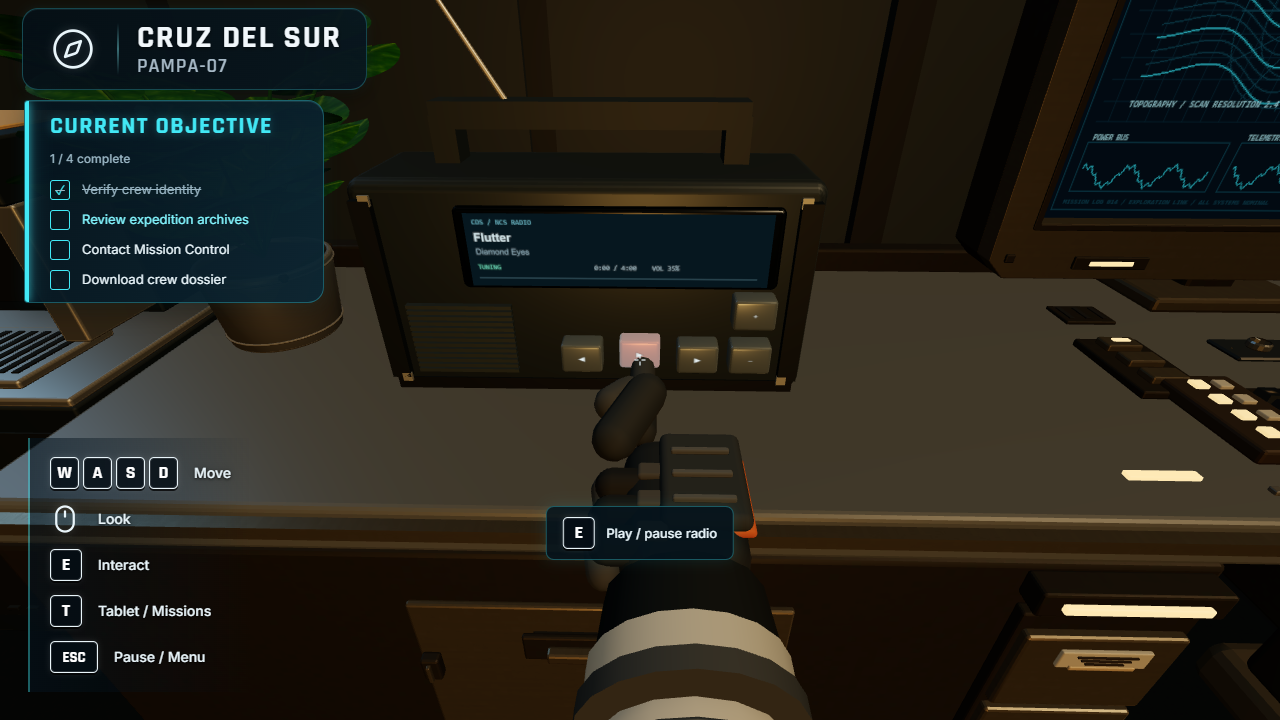 CRUZ DEL SUR
PAMPA-07
CURRENT OBJECTIVE
1 / 4 complete
Verify crew identity
Review expedition archives
Contact Mission Control
Download crew dossier
CDS / NCS RADIO
Flutter
Diamond Eyes
TUNING 0:00 / 4:00 VOL 35%
TOPOGRAPHY / SCAN RESOLUTION 2.4
POWER BUS
W A S D Move
Look
E Interact
T Tablet / Missions
ESC Pause / Menu
E Play / pause radio